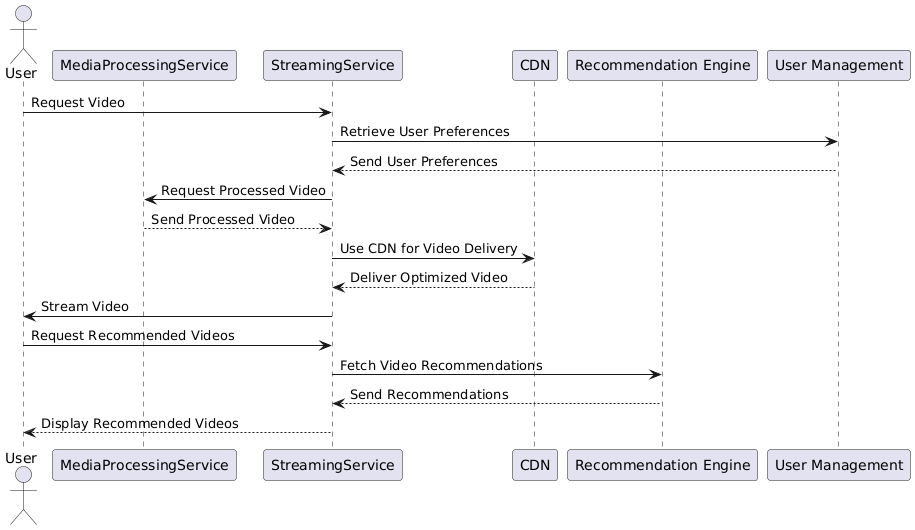 User
MediaProcessingService
StreamingService
CDN
Recommendation Engine
User Management
Request Video
Retrieve User Preferences
Send User Preferences
Request Processed Video
Send Processed Video
Use CDN for Video Delivery
Deliver Optimized Video
Stream Video
Request Recommended Videos
Fetch Video Recommendations
Send Recommendations
Display Recommended Videos
User
MediaProcessingService
StreamingService
CDN
Recommendation Engine
User Management